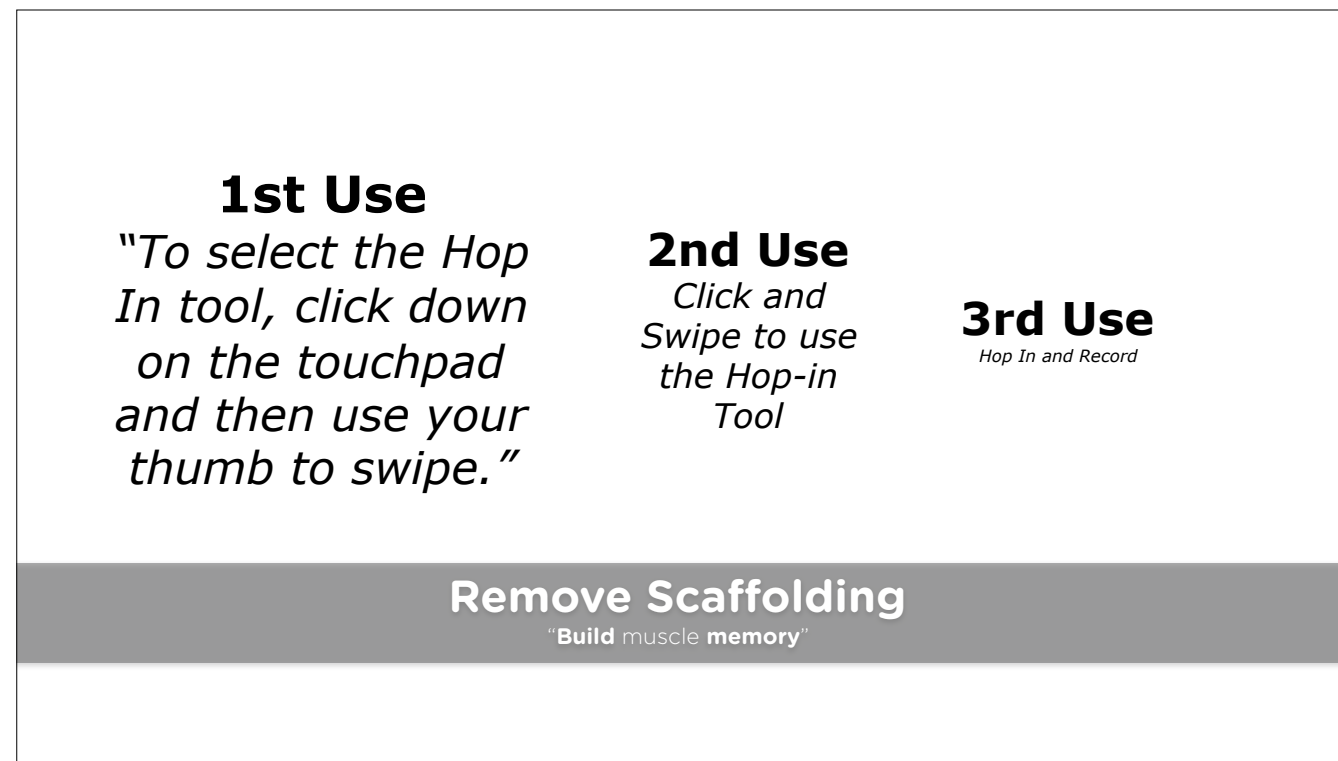 1st Use
“To select the Hop
In tool, click down
on the touchpad
and then use your
thumb to swipe.”
2nd Use
Click and
Swipe to use
the Hop-in
Tool
3rd Use
Hop In and Record
Remove Scaffolding
“Build muscle memory”